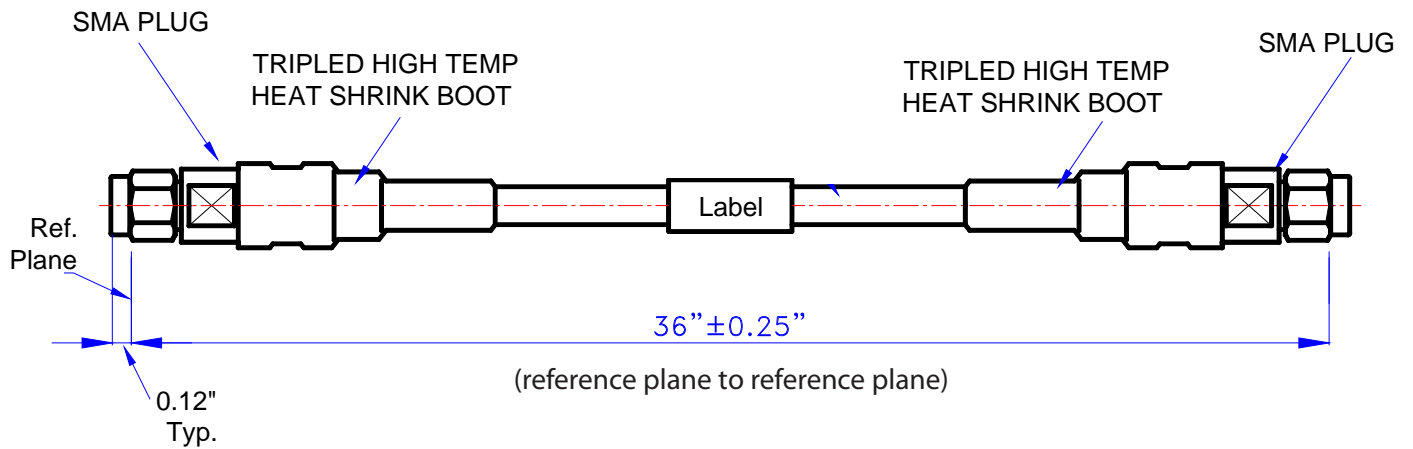 SMA PLUG
TRIPLED HIGH TEMP
HEAT SHRINK BOOT
TRIPLED HIGH TEMP
HEAT SHRINK BOOT
SMA PLUG
Label
Ref.
Plane
36”±0.25”
(reference plane to reference plane)
0.12"
Typ.